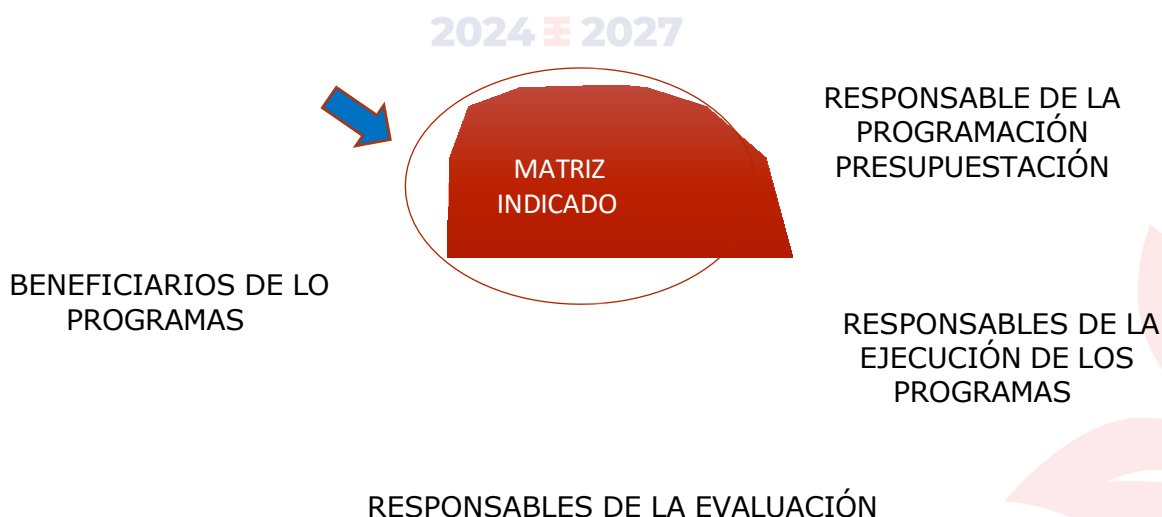 2024 2027
RESPONSABLE DE LA
PROGRAMACIÓN
PRESUPUESTACIÓN
MATRIZ
INDICADO
BENEFICIARIOS DE LO
PROGRAMAS
RESPONSABLES DE LA
EJECUCIÓN DE LOS
PROGRAMAS
RESPONSABLES DE LA EVALUACIÓN